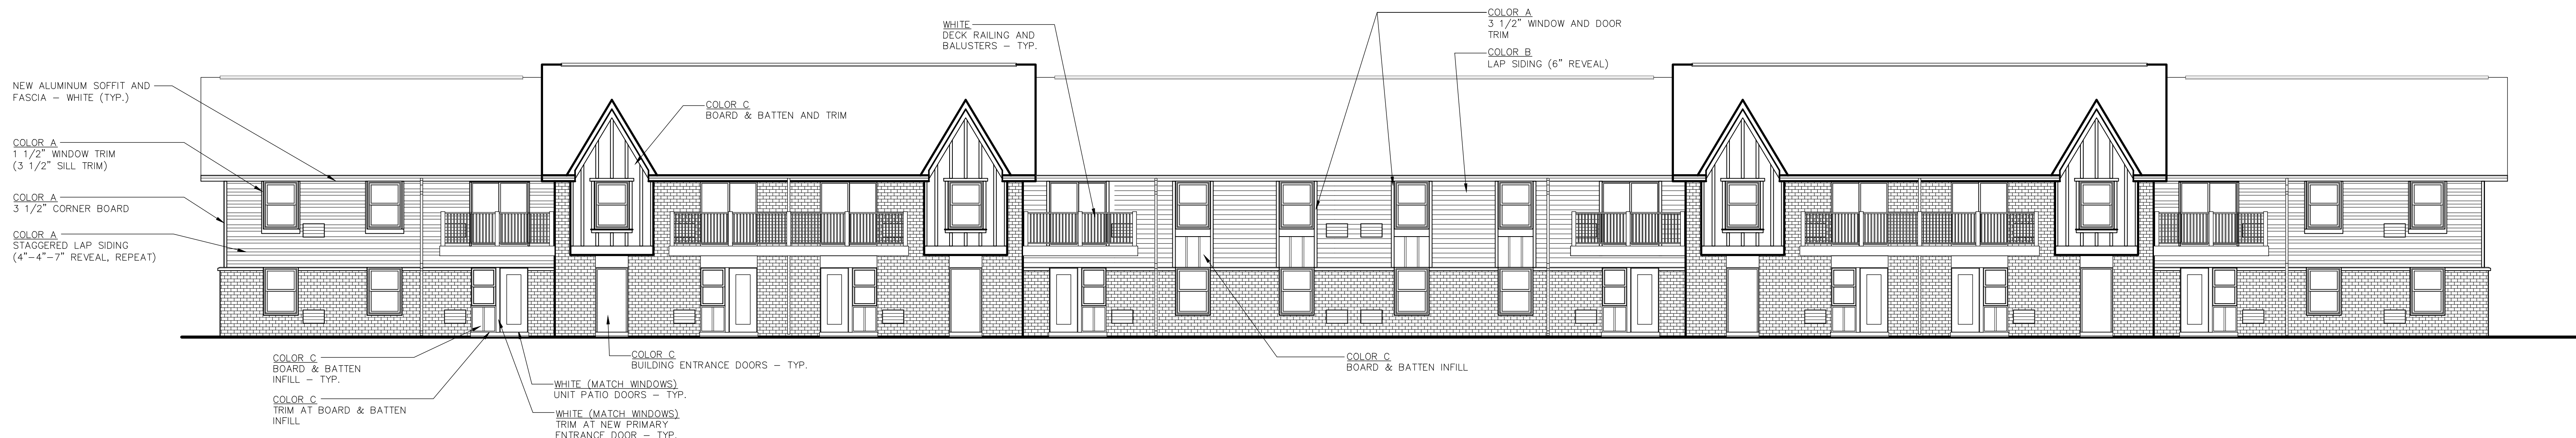 NEW ALUMINUM SOFFIT AND
FASCIA – WHITE (TYP.)
COLOR A
1 1/2" WINDOW TRIM
(3 1/2" SILL TRIM)
COLOR A
3 1/2" CORNER BOARD
COLOR A
STAGGERED LAP SIDING
(4"–4"–7" REVEAL, REPEAT)
COLOR C
BOARD & BATTEN AND TRIM
WHITE
DECK RAILING AND
BALUSTERS – TYP.
COLOR A
3 1/2" WINDOW AND DOOR
TRIM
COLOR B
LAP SIDING (6" REVEAL)
COLOR C
BOARD & BATTEN
INFILL – TYP.
COLOR C
TRIM AT BOARD & BATTEN
INFILL
COLOR C
BUILDING ENTRANCE DOORS – TYP.
WHITE (MATCH WINDOWS)
UNIT PATIO DOORS – TYP.
WHITE (MATCH WINDOWS)
TRIM AT NEW PRIMARY
ENTRANCE DOOR – TYP.
COLOR C
BOARD & BATTEN INFILL